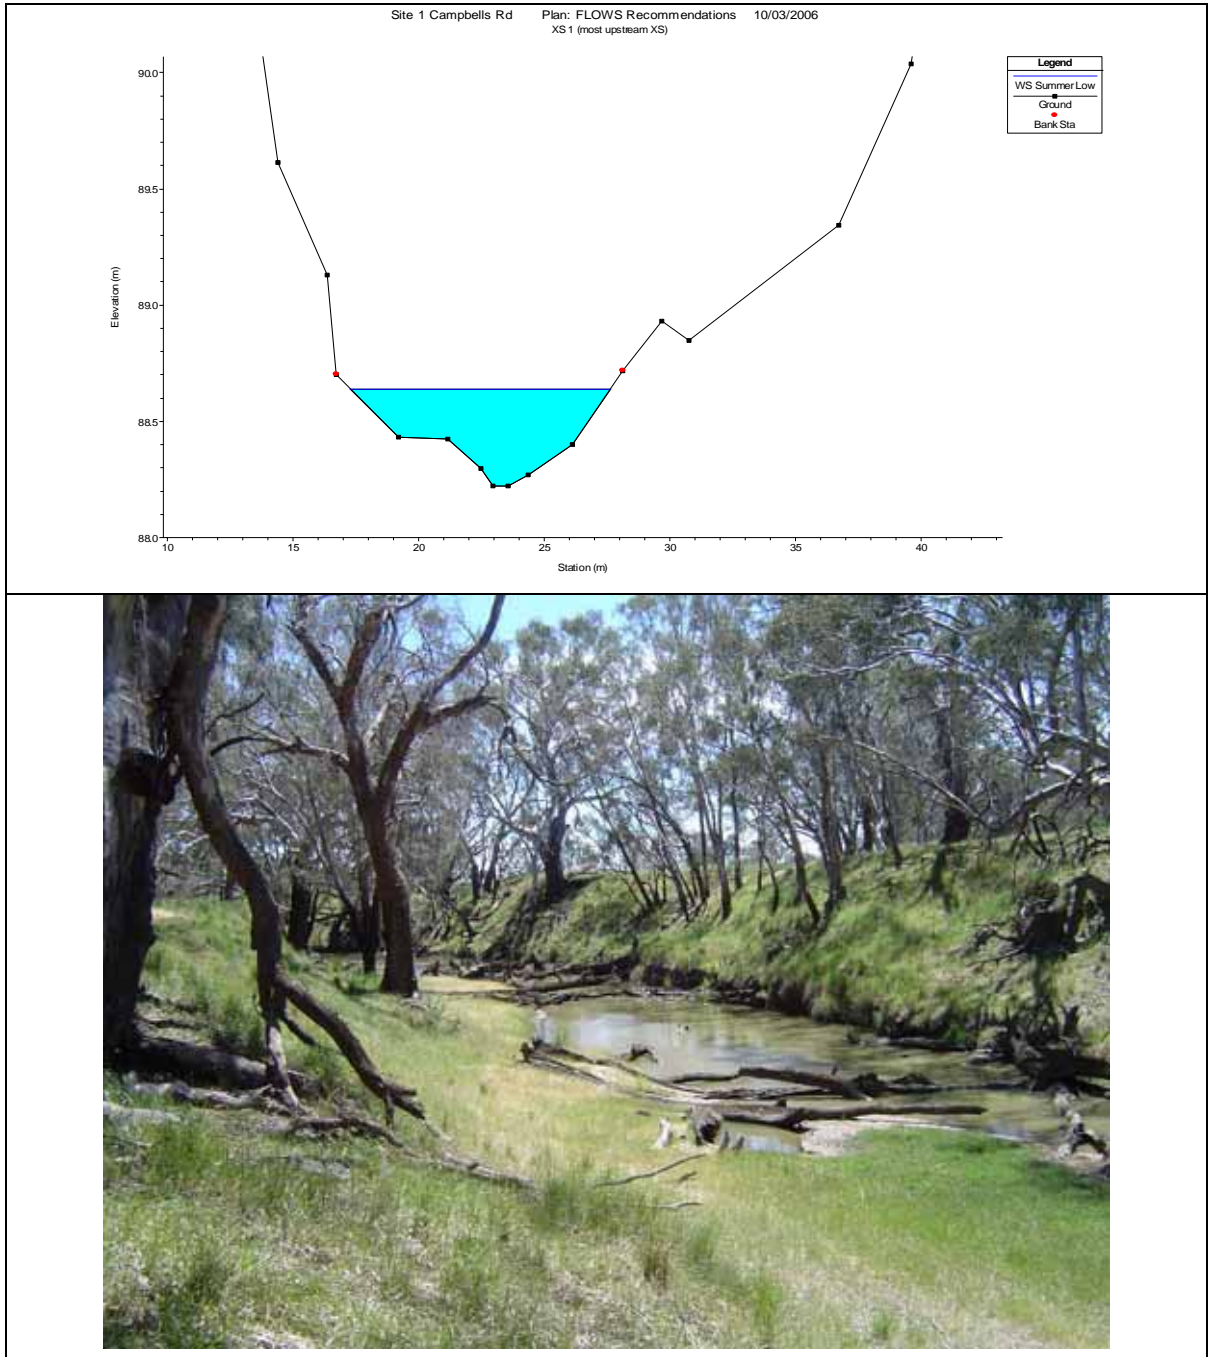 Site 1 Campbells Rd Plan: FLOWS Recommendations 10/03/2006
XS 1 (most upstream XS)
90.0
89.5
89.0
88.5
88.0
Elevation (m)
10 15 20 25 30 35 40
Station (m)
Legend
WS Summer Low
Ground
Bank Sta